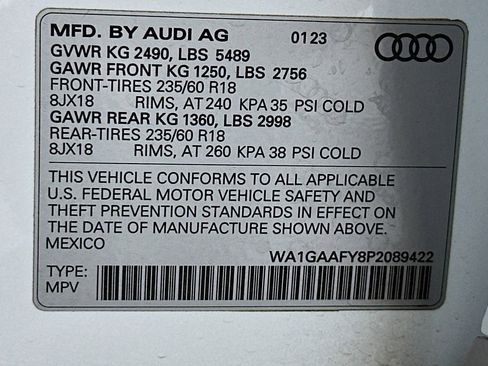 MFD. BY AUDI AG 0123
GVWR KG 2490, LBS 5489
GAWR FRONT KG 1250, LBS 2756
FRONT-TIRES 235/60 R18
8JX18 RIMS, AT 240 KPA 35 PSI COLD
GAWR REAR KG 1360, LBS 2998
REAR-TIRES 235/60 R18
8JX18 RIMS, AT 260 KPA 38 PSI COLD
THIS VEHICLE CONFORMS TO ALL APPLICABLE
U.S. FEDERAL MOTOR VEHICLE SAFETY AND
THEFT PREVENTION STANDARDS IN EFFECT ON
THE DATE OF MANUFACTURE SHOWN ABOVE.
MEXICO
WA1GAAFY8P2089422
TYPE:
MPV